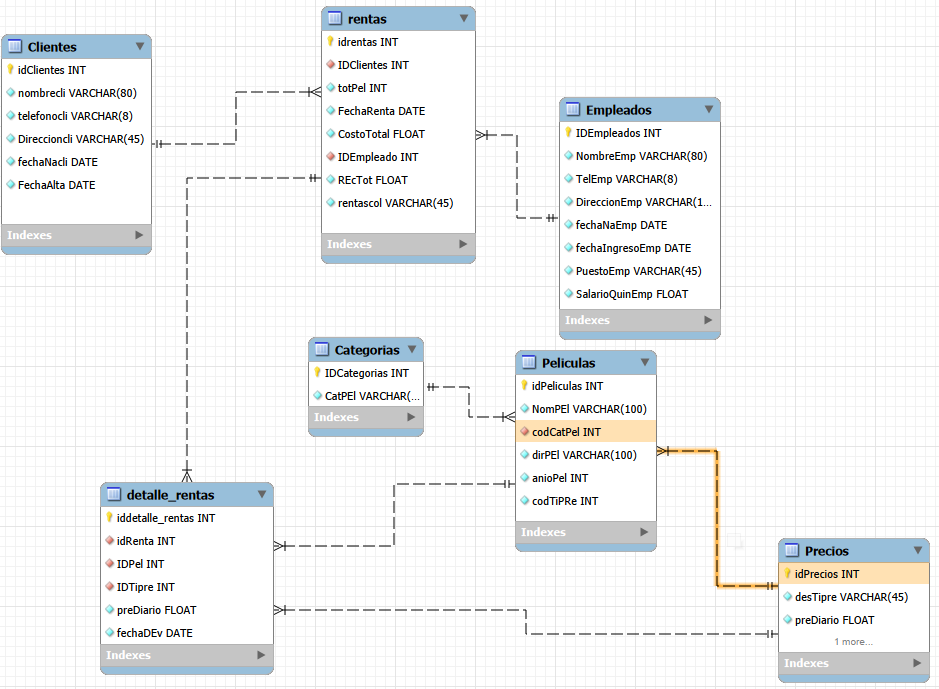 Clientes
idClientes INT
nombrecli VARCHAR(80)
telefonocli VARCHAR(8)
Direccioncli VARCHAR(45)
fechaNacli DATE
FechaAlta DATE
Indexes
rentas
idrentas INT
IDClientes INT
totPel INT
FechaRenta DATE
CostoTotal FLOAT
IDEmpleado INT
REcTot FLOAT
rentascol VARCHAR(45)
Indexes
Empleados
IDEmpleados INT
NombreEmp VARCHAR(80)
TelEmp VARCHAR(8)
DireccionEmp VARCHAR(1...
fechaNaEmp DATE
fechaIngresoEmp DATE
PuestoEmp VARCHAR(45)
SalarioQuinEmp FLOAT
Indexes
Categorias
IDCategorias INT
CatPEl VARCHAR(...
Indexes
Peliculas
idPeliculas INT
NomPEl VARCHAR(100)
codCatPel INT
dirPEl VARCHAR(100)
anioPel INT
codTiPRe INT
Indexes
detalle_rentas
iddetalle_rentas INT
idRenta INT
IDPel INT
IDTipre INT
preDiario FLOAT
fechaDEv DATE
Indexes
Precios
idPrecios INT
desTipre VARCHAR(45)
preDiario FLOAT
1 more...
Indexes